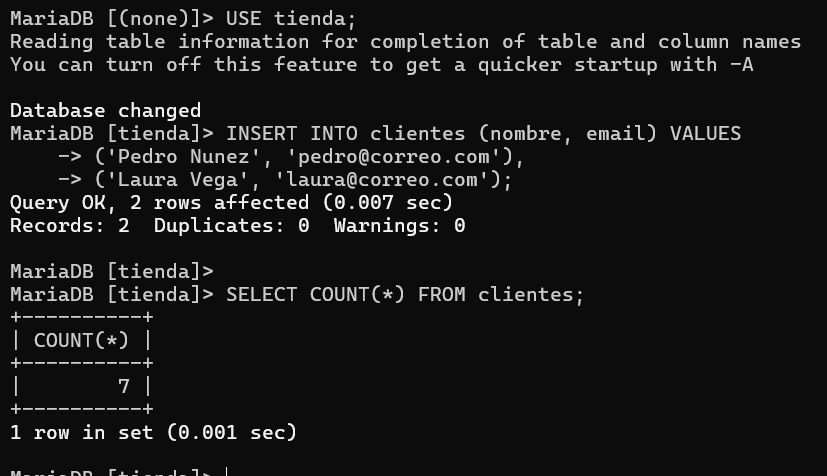 MariaDB [(none)]> USE tienda;
Reading table information for completion of table and column names
You can turn off this feature to get a quicker startup with -A
Database changed
MariaDB [tienda]> INSERT INTO clientes (nombre, email) VALUES
    -> ('Pedro Nunez', 'pedro@correo.com'),
    -> ('Laura Vega', 'laura@correo.com');
Query OK, 2 rows affected (0.007 sec)
Records: 2  Duplicates: 0  Warnings: 0
MariaDB [tienda]>
MariaDB [tienda]> SELECT COUNT(*) FROM clientes;
+----------+
| COUNT(*) |
+----------+
|        7 |
+----------+
1 row in set (0.001 sec)
MariaDB [tienda]>